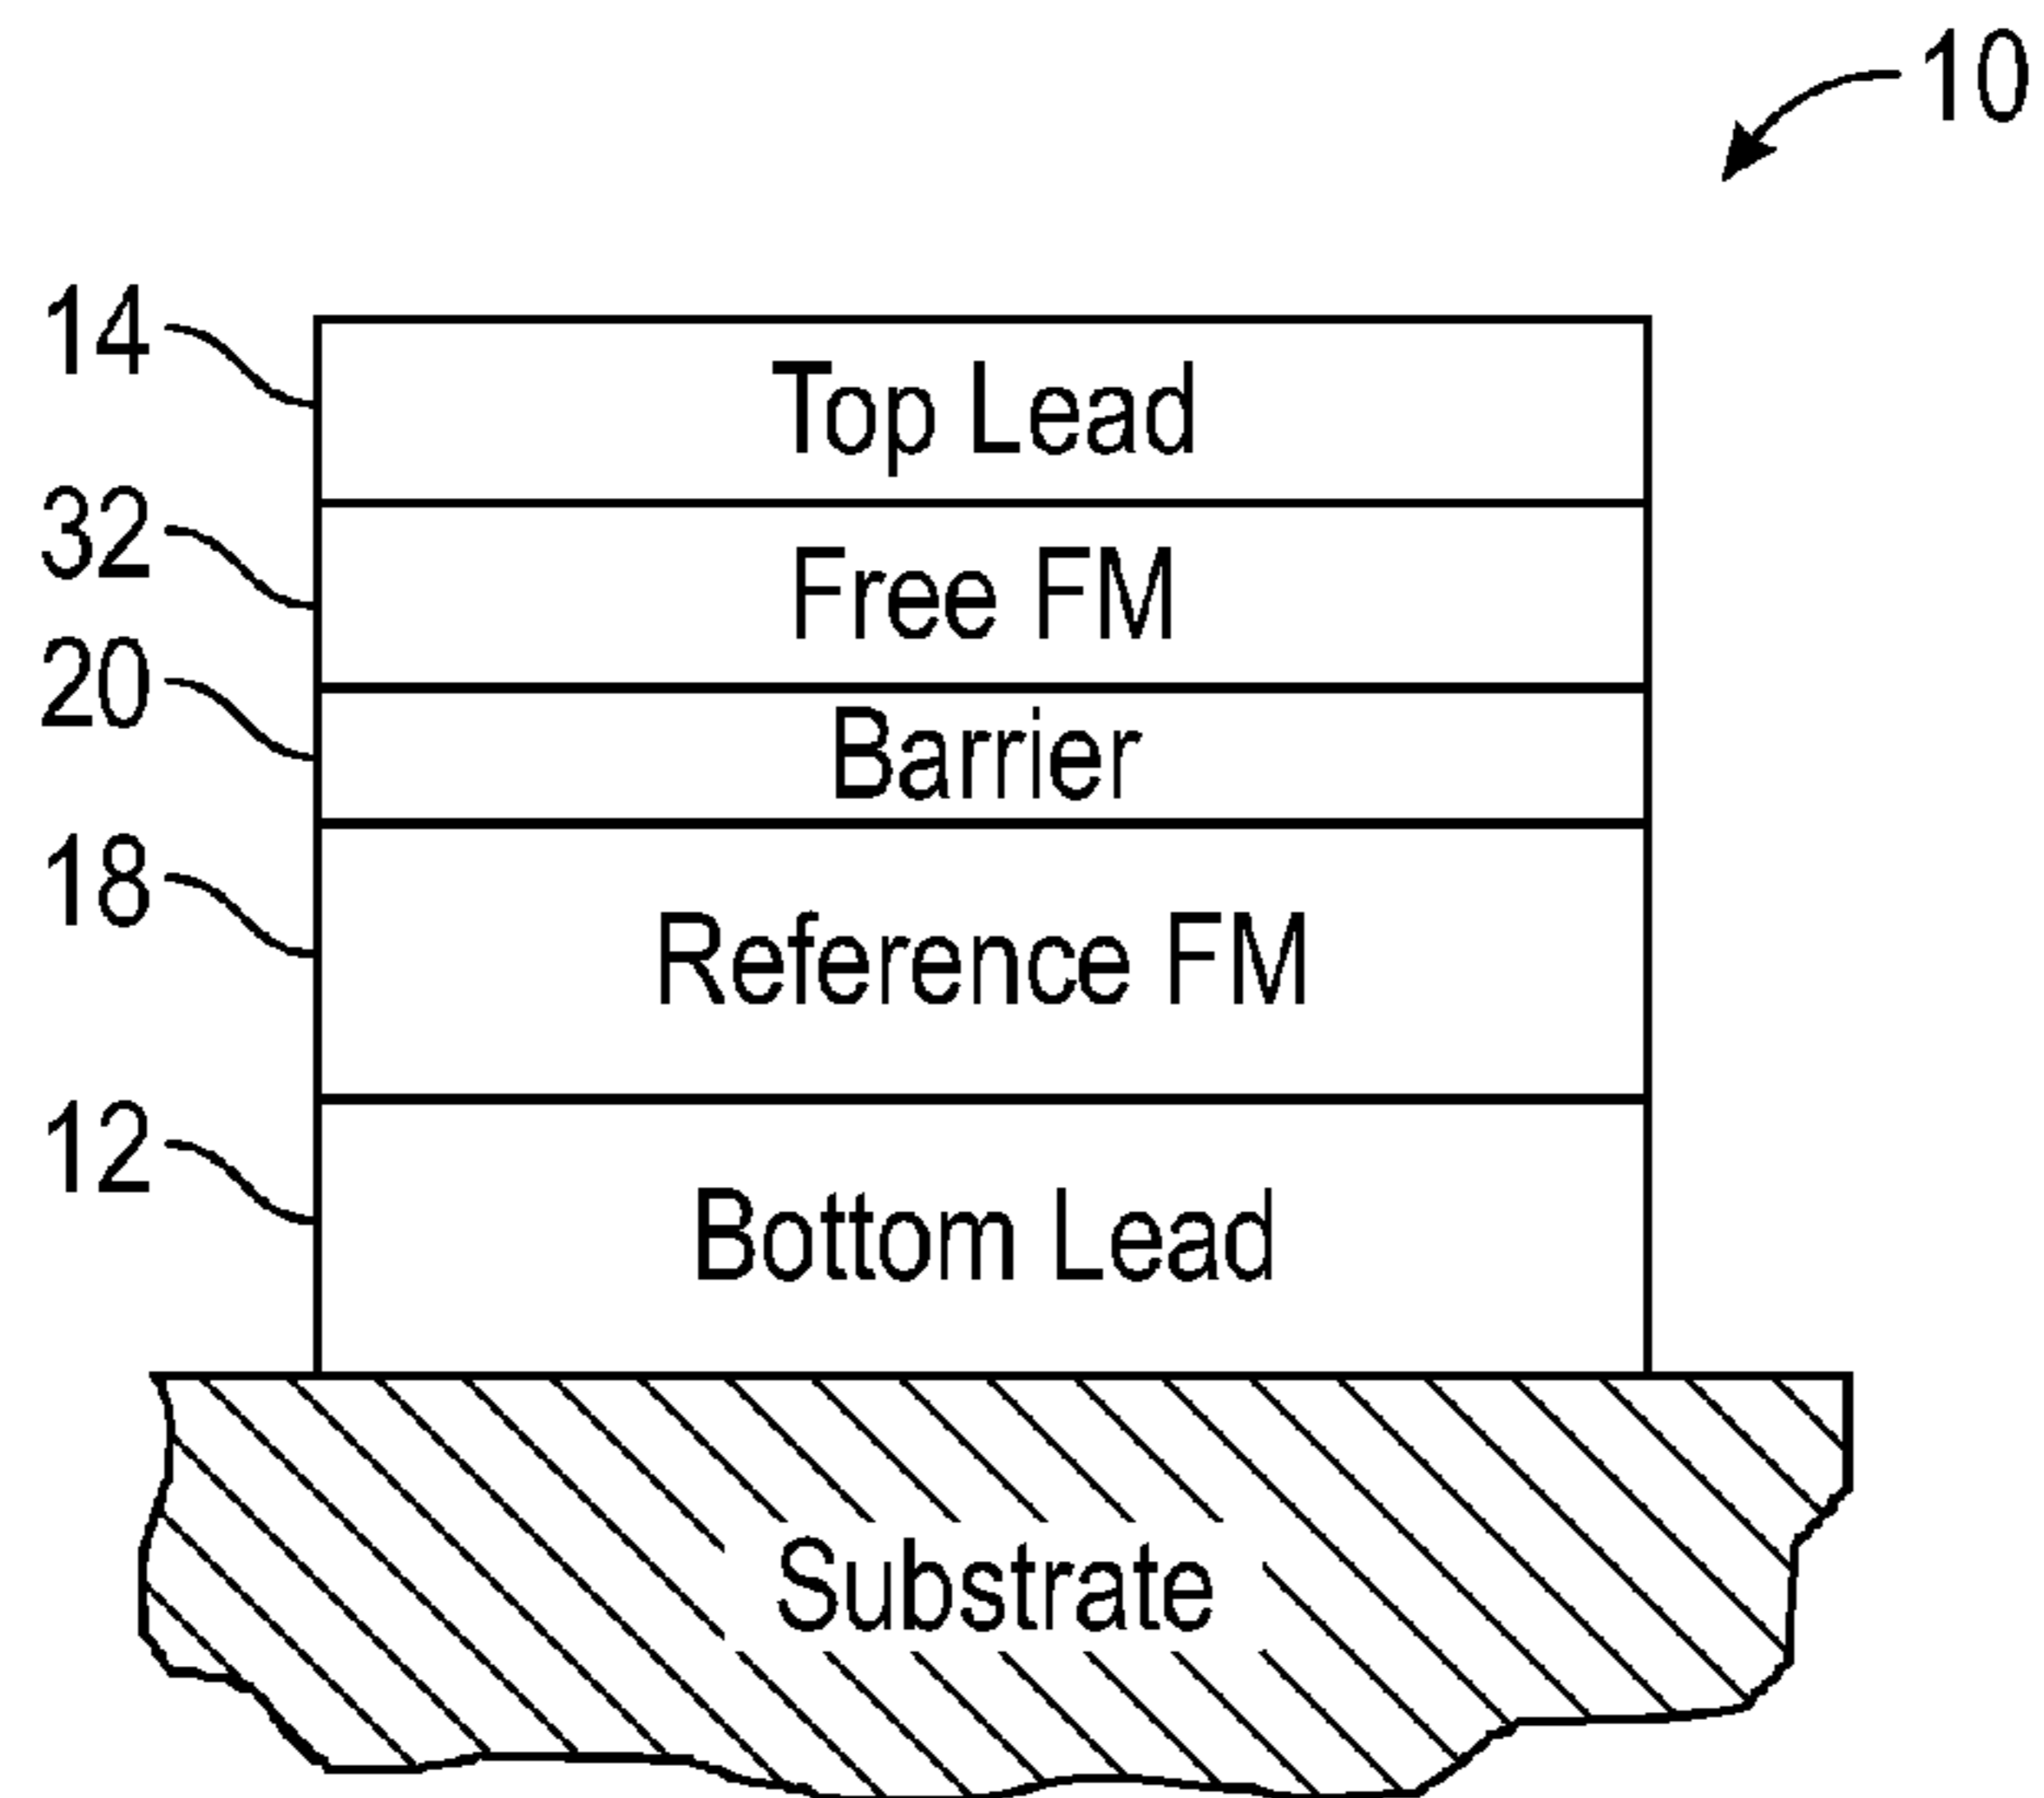 10
14 Top Lead
32 Free FM
20 Barrier
18 Reference FM
12 Bottom Lead
Substrate